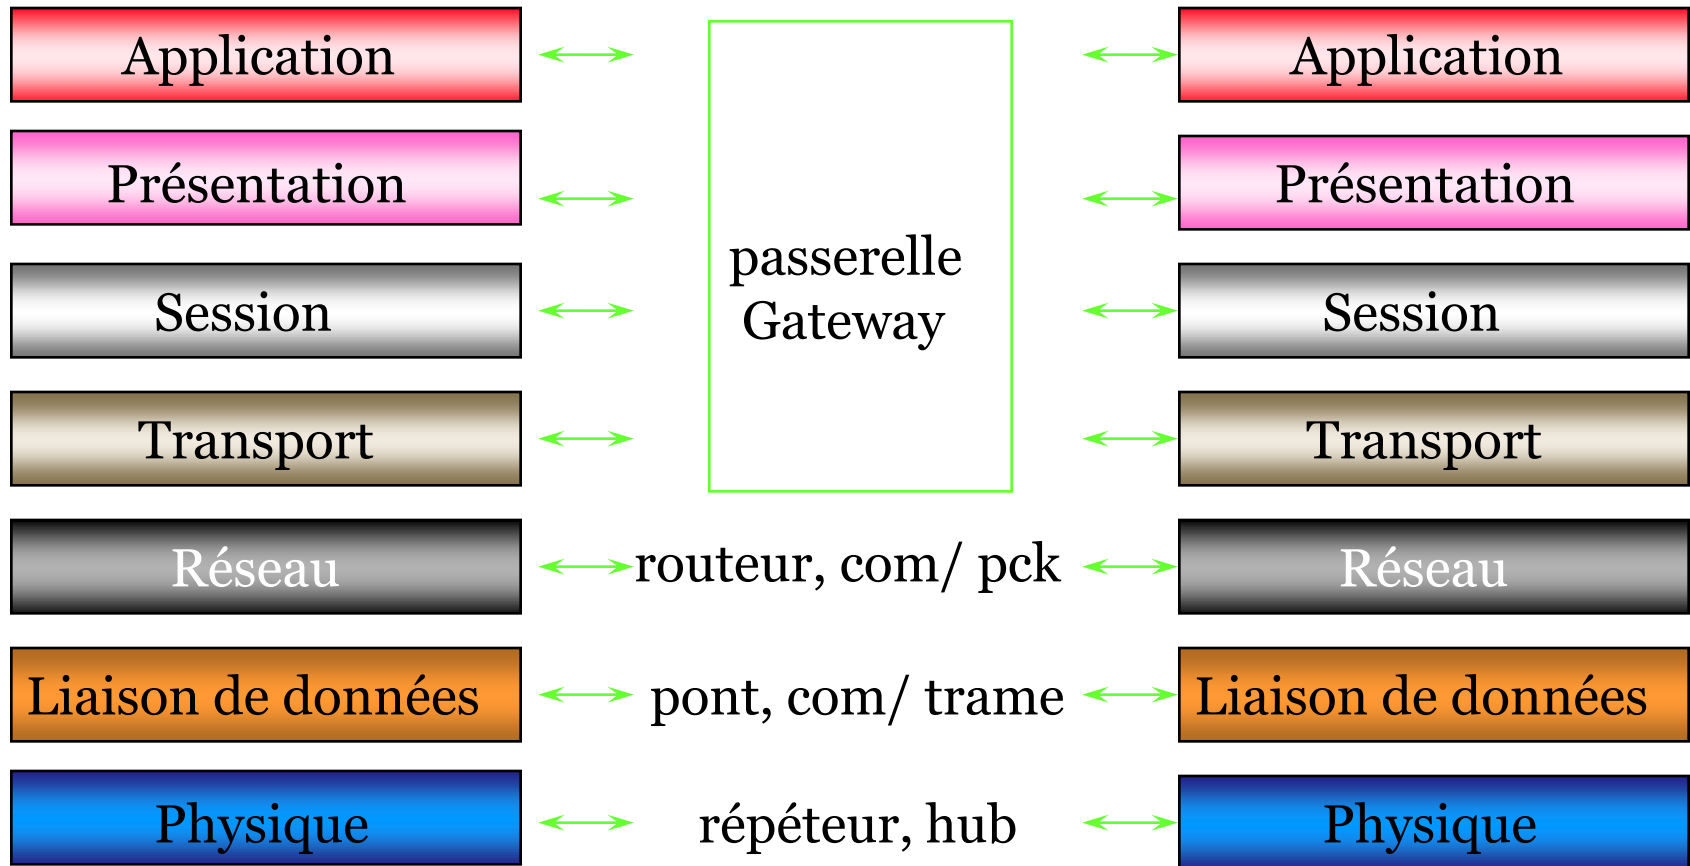 Application
Application
Présentation
Présentation
passerelle
Gateway
Session
Session
Transport
Transport
Réseau
routeur, com/ pck
Réseau
Liaison de données
pont, com/ trame
Liaison de données
Physique
répéteur, hub
Physique